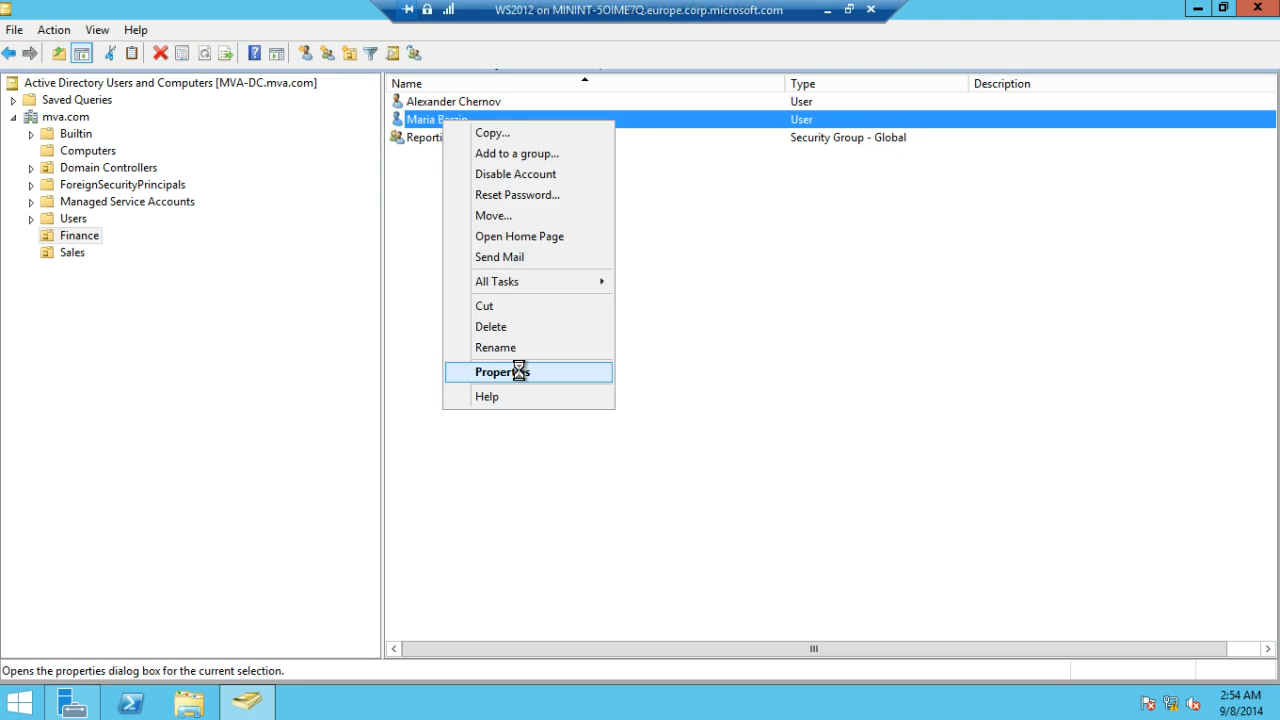 WS2012 on MININT-5OIME7Q.europe.corp.microsoft.com
File Action View Help
Active Directory Users and Computers [MVA-DC.mva.com]
Saved Queries
mva.com
Builtin
Computers
Domain Controllers
ForeignSecurityPrincipals
Managed Service Accounts
Users
Finance
Sales
Name Type Description
Alexander Chernov User
Maria User
Security Group - Global
Copy...
Add to a group...
Disable Account
Reset Password...
Move...
Open Home Page
Send Mail
All Tasks
Cut
Delete
Rename
Properties
Help
Opens the properties dialog box for the current selection.
2:54 AM
9/8/2014